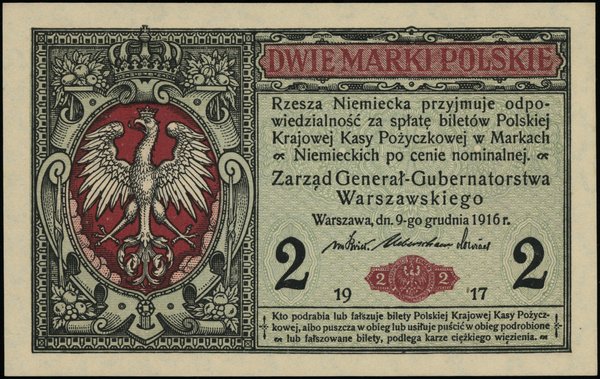 DWIE MARKI POLSKIE
Rzesza Niemiecka przyjmuje odpo-
wiedzialność za spłatę biletów Polskiej
Krajowej Kasy Pożyczkowej w Markach
Niemieckich po cenie nominalnej.
Zarząd Generał-Gubernatorstwa
Warszawskiego
Warszawa, dn. 9-go grudnia 1916 r.
2 2 2 2
19 17
Kto podrabia lub fałszuje bilety Polskiej Krajowej Kasy Pożycz-
kowej, albo puszcza w obieg lub usiłuje puścić w obieg podrobione
lub fałszowane bilety, podlega karze ciężkiego więzienia.